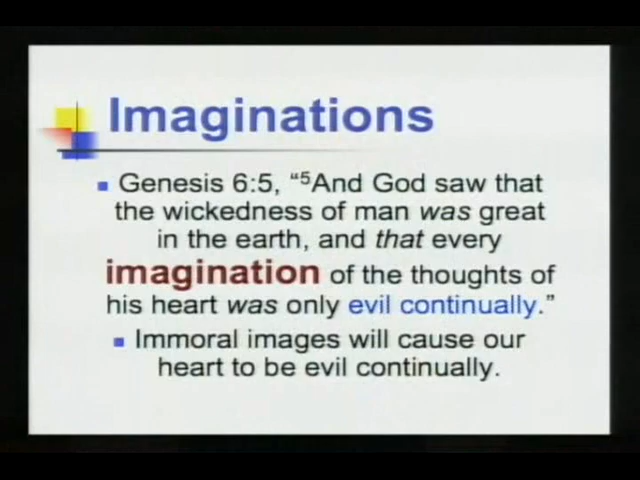 Imaginations
Genesis 6:5, “⁵And God saw that
the wickedness of man was great
in the earth, and that every
imagination of the thoughts of
his heart was only evil continually.”
Immoral images will cause our
heart to be evil continually.